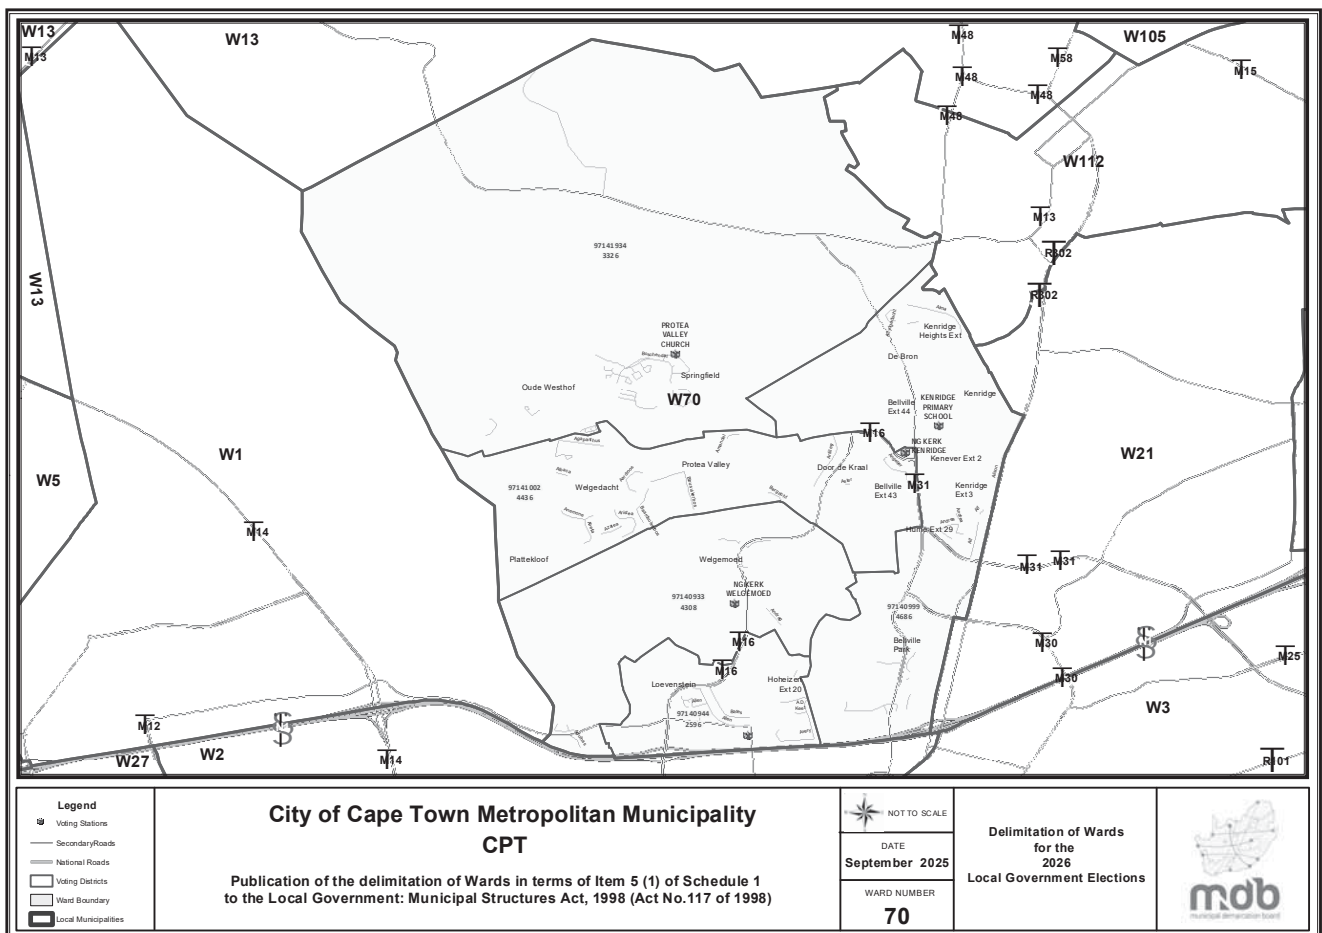 W13
W13
W105
M13
M48
M58
M15
M48
M48
M48
W112
M13
R302
R302
W13
97141934
3326
PROTEA
VALLEY
CHURCH
Springfield
Oude Westhof
W70
Kenridge
Heights Ext
De Bron
Kenridge
Bellville
Ext 44
KENRIDGE
PRIMARY
SCHOOL
M16
NG KERK
KENRIDGE
Kenever Ext 2
W1
W5
W21
Protea Valley
Door de Kraal
97141002
4436
Welgedacht
Bellville
Ext 43
M31
Kenridge
Ext 3
M14
Plattekloof
Welgemoed
Hume Ext 29
M31
M31
NG KERK
WELGEMOED
97140933
4308
97140999
4686
M16
Bellville
Park
M30
M25
M16
Loevenstein
Hoheizen
Ext 20
M30
97140944
2596
M12
W2
W27
M14
W3
R101
Legend
Voting Stations
SecondaryRoads
National Roads
Voting Districts
Ward Boundary
Local Municipalities
City of Cape Town Metropolitan Municipality
CPT
Publication of the delimitation of Wards in terms of Item 5 (1) of Schedule 1
to the Local Government: Municipal Structures Act, 1998 (Act No.117 of 1998)
NOT TO SCALE
DATE
September 2025
WARD NUMBER
70
Delimitation of Wards
for the
2026
Local Government Elections
mdb
municipal demarcation board